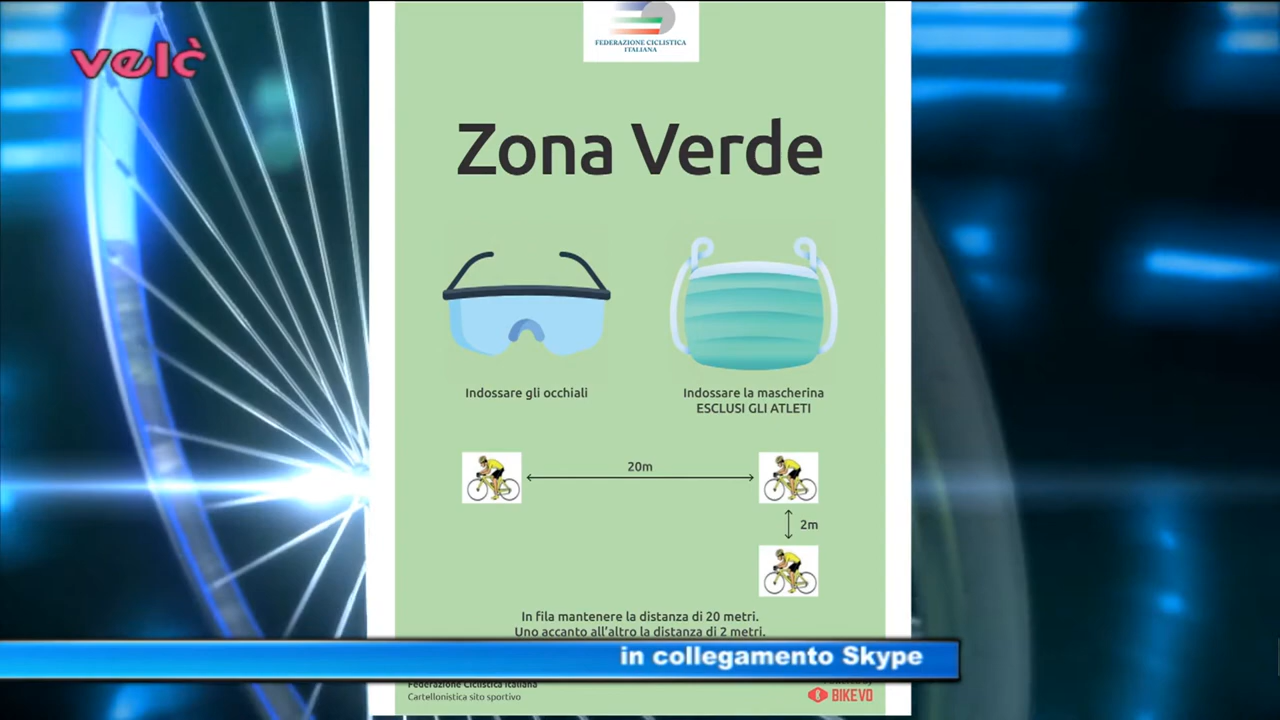 velò
FEDERAZIONE CICLISTICA
ITALIANA
Zona Verde
Indossare gli occhiali
Indossare la mascherina
ESCLUSI GLI ATLETI
20m
2m
In fila mantenere la distanza di 20 metri.
Uno accanto all'altro la distanza di 2 metri.
in collegamento Skype
Federazione Ciclistica Italiana
Cartellonistica sito sportivo
BIKEVO